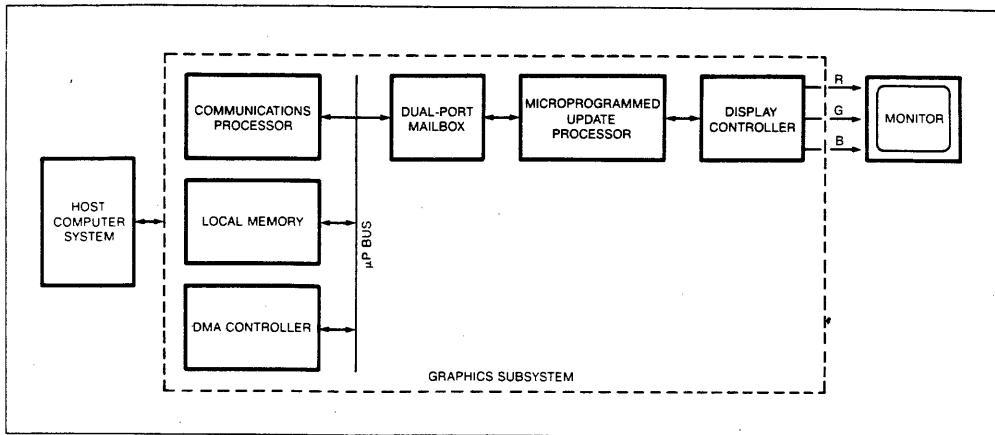 COMMUNICATIONS
PROCESSOR
DUAL-PORT
MAILBOX
MICROPROGRAMMED
UPDATE
PROCESSOR
DISPLAY
CONTROLLER
R
G
B
MONITOR
HOST
COMPUTER
SYSTEM
LOCAL MEMORY
µP BUS
DMA CONTROLLER
GRAPHICS SUBSYSTEM